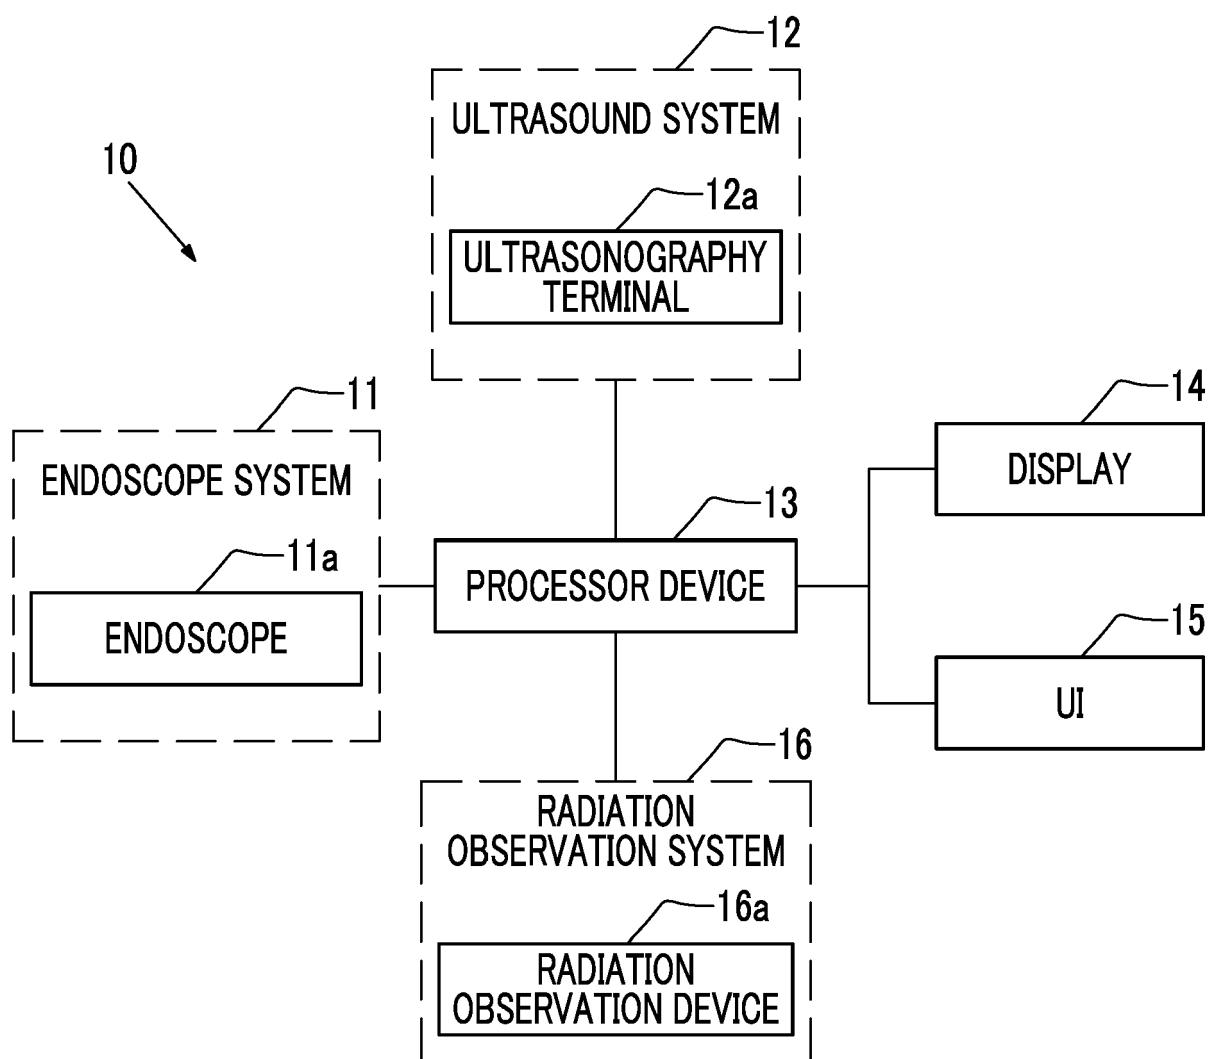 12
ULTRASOUND SYSTEM
10
12a
ULTRASONOGRAPHY
TERMINAL
11
ENDOSCOPE SYSTEM
11a
ENDOSCOPE
13
PROCESSOR DEVICE
14
DISPLAY
15
UI
16
RADIATION
OBSERVATION SYSTEM
16a
RADIATION
OBSERVATION DEVICE